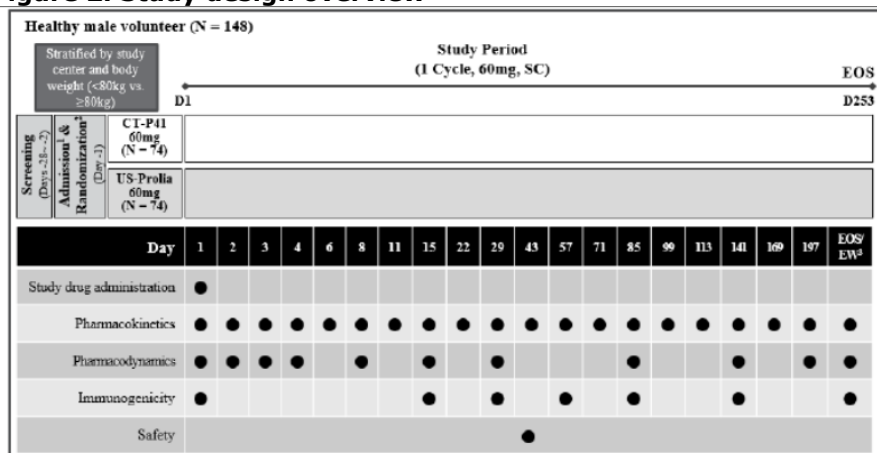 Healthy male volunteer (N = 148)
Stratified by study
center and body
weight (<80kg vs.
≥80kg)
Study Period
(1 Cycle, 60mg, SC)
EOS
D1
D253
Screening
(Days -28~ -2)
Admission¹ &
Randomization²
(Day -1)
CT-P41
60mg
(N = 74)
US-Prolia
60mg
(N = 74)
Day 1 2 3 4 6 8 11 15 22 29 43 57 71 85 99 113 141 169 197 EOS/
EW³
Study drug administration
Pharmacokinetics
Pharmacodynamics
Immunogenicity
Safety